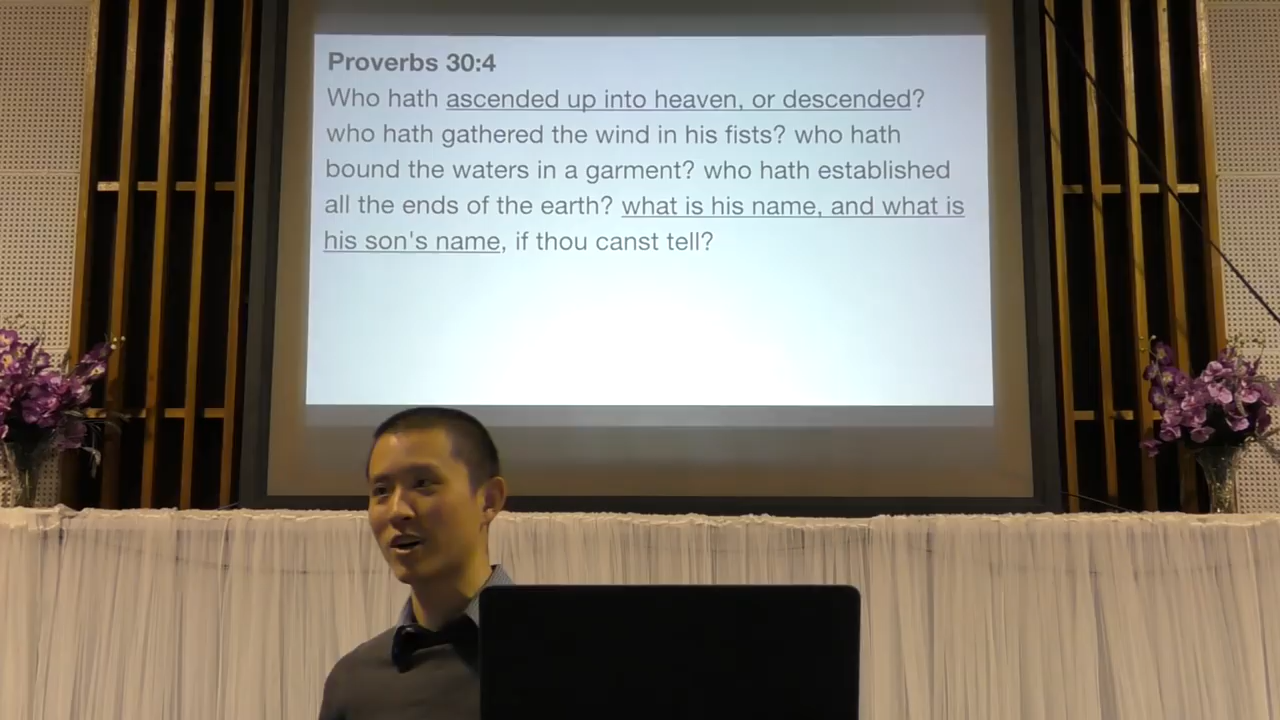 Proverbs 30:4
Who hath ascended up into heaven, or descended?
who hath gathered the wind in his fists? who hath
bound the waters in a garment? who hath established
all the ends of the earth? what is his name, and what is
his son's name, if thou canst tell?